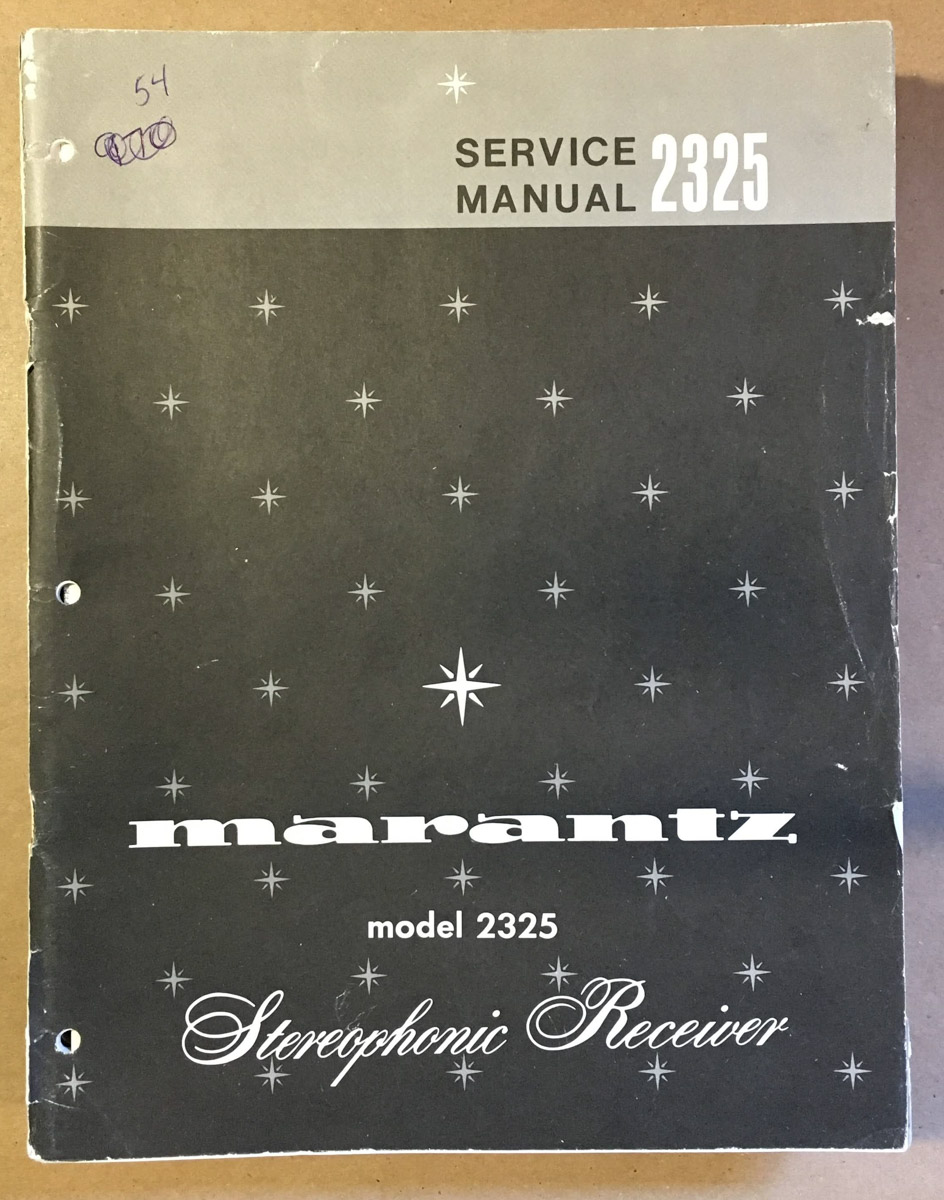 54
SERVICE
MANUAL 2325
marantz
model 2325
Stereophonic Receiver